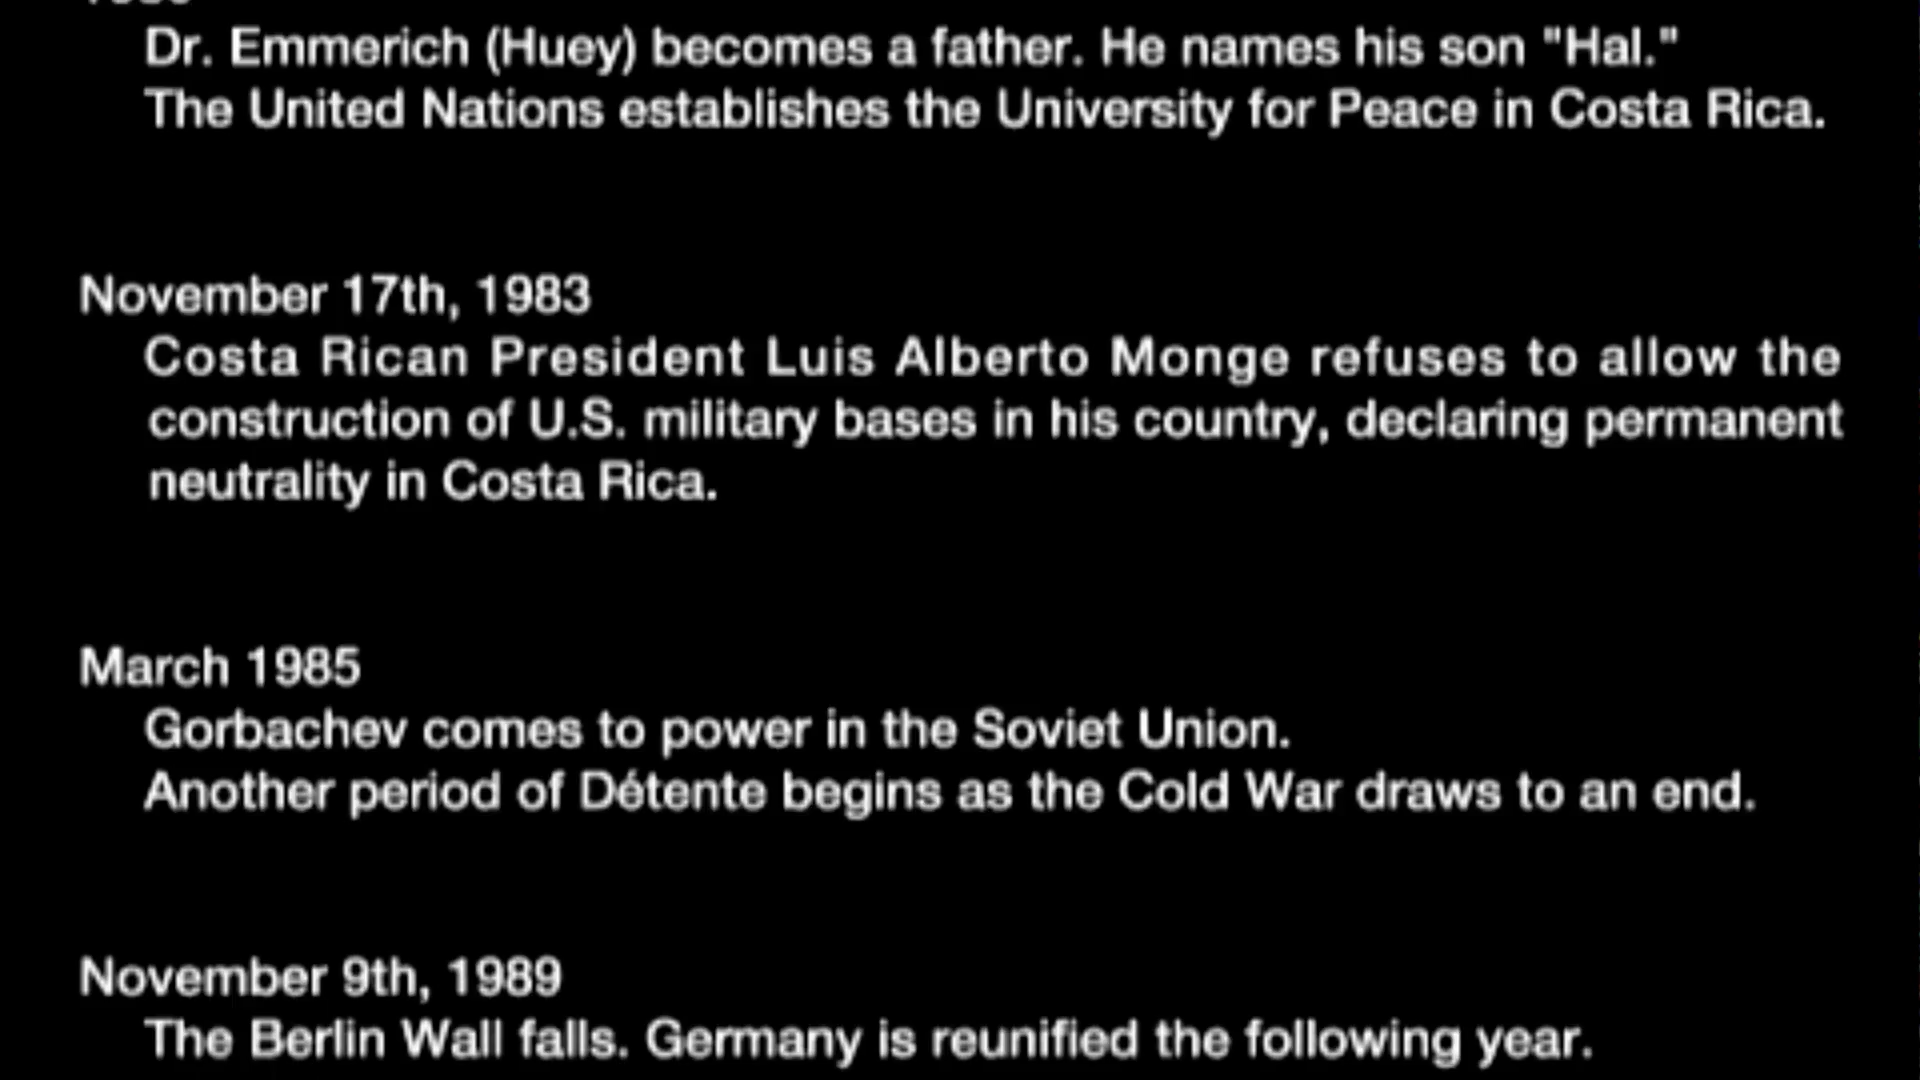 Dr. Emmerich (Huey) becomes a father. He names his son "Hal."
The United Nations establishes the University for Peace in Costa Rica.
November 17th, 1983
Costa Rican President Luis Alberto Monge refuses to allow the
construction of U.S. military bases in his country, declaring permanent
neutrality in Costa Rica.
March 1985
Gorbachev comes to power in the Soviet Union.
Another period of Détente begins as the Cold War draws to an end.
November 9th, 1989
The Berlin Wall falls. Germany is reunified the following year.